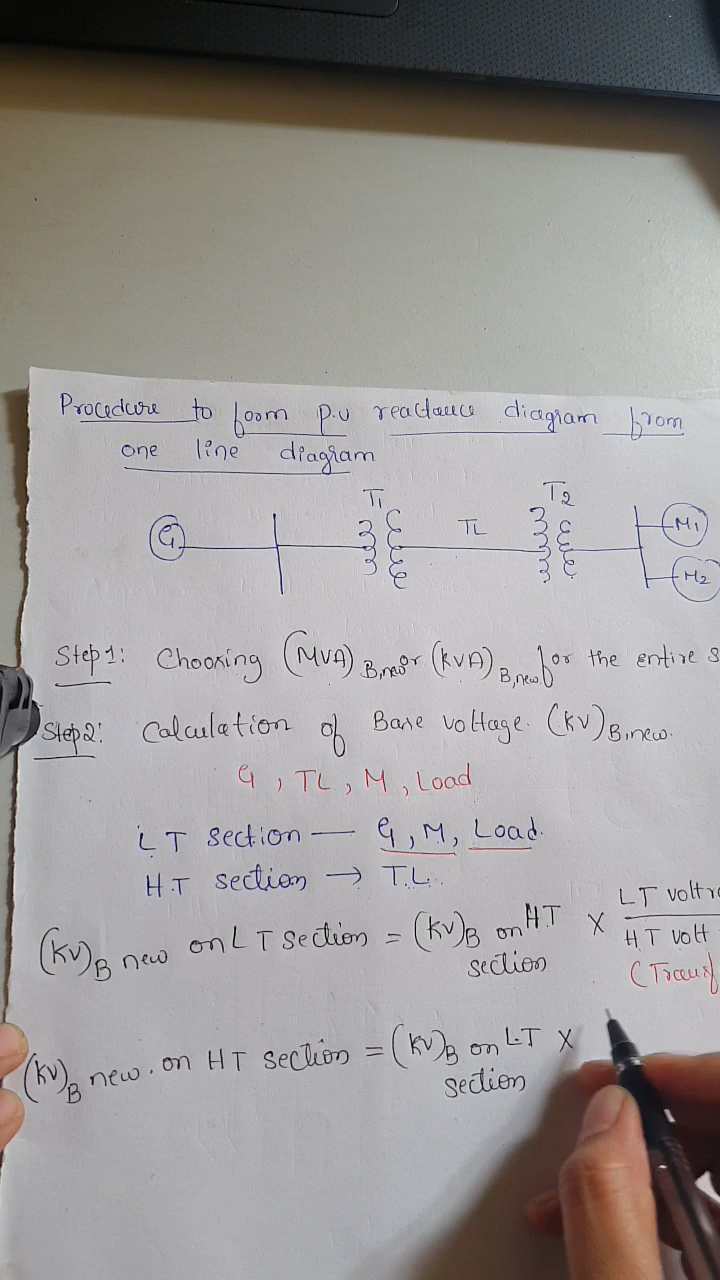 Procedure to form p.u reactance diagram from
one line diagram
T1 T2
G TL M1
M2
Step 1: Choosing (MVA)B,new or (KVA)B,new for the entire
Step 2: Calculation of Base voltage. (KV)B,new.
G, TL, M, Load
LT section — G, M, Load.
HT section → T.L.
(KV)B new on LT section = (KV)B on HT section × LT volt / HT volt
(Transf
(KV)B new. on HT section = (KV)B on L.T section ×